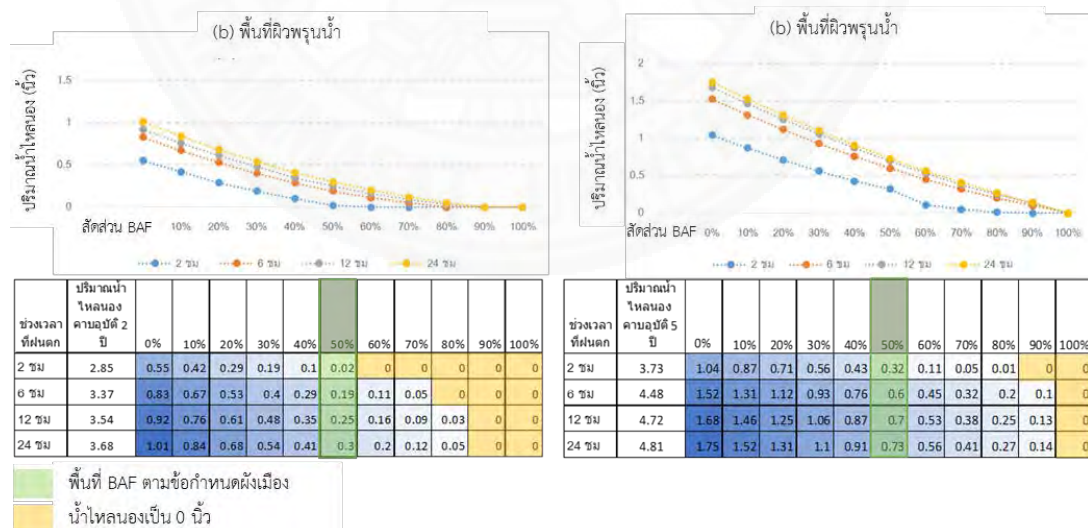 (b) พื้นที่ผิวพรุนน้ำ
ปริมาณน้ำไหลนอง (นิ้ว)
1.5
1
0.5
0
สัดส่วน BAF 10% 20% 30% 40% 50% 60% 70% 80% 90% 100%
2 ชม 6 ชม 12 ชม 24 ชม
ช่วงเวลาที่ฝนตก ปริมาณน้ำไหลนองคาบอุบัติ 2 ปี 0% 10% 20% 30% 40% 50% 60% 70% 80% 90% 100%
2 ชม 2.85 0.55 0.42 0.29 0.19 0.1 0.02 0 0 0 0 0
6 ชม 3.37 0.83 0.67 0.53 0.4 0.29 0.19 0.11 0.05 0 0 0
12 ชม 3.54 0.92 0.76 0.61 0.48 0.35 0.25 0.16 0.09 0.03 0 0
24 ชม 3.68 1.01 0.84 0.68 0.54 0.41 0.3 0.2 0.12 0.05 0 0
พื้นที่ BAF ตามข้อกำหนดผังเมือง
น้ำไหลนองเป็น 0 นิ้ว
(b) พื้นที่ผิวพรุนน้ำ
ปริมาณน้ำไหลนอง (นิ้ว)
2
1.5
1
0.5
0
สัดส่วน BAF 0% 10% 20% 30% 40% 50% 60% 70% 80% 90% 100%
2 ชม 6 ชม 12 ชม 24 ชม
ช่วงเวลาที่ฝนตก ปริมาณน้ำไหลนองคาบอุบัติ 5 ปี 0% 10% 20% 30% 40% 50% 60% 70% 80% 90% 100%
2 ชม 3.73 1.04 0.87 0.71 0.56 0.43 0.32 0.11 0.05 0.01 0 0
6 ชม 4.48 1.52 1.31 1.12 0.93 0.76 0.6 0.45 0.32 0.2 0.1 0
12 ชม 4.72 1.68 1.46 1.25 1.06 0.87 0.7 0.53 0.38 0.25 0.13 0
24 ชม 4.81 1.75 1.52 1.31 1.1 0.91 0.73 0.56 0.41 0.27 0.14 0